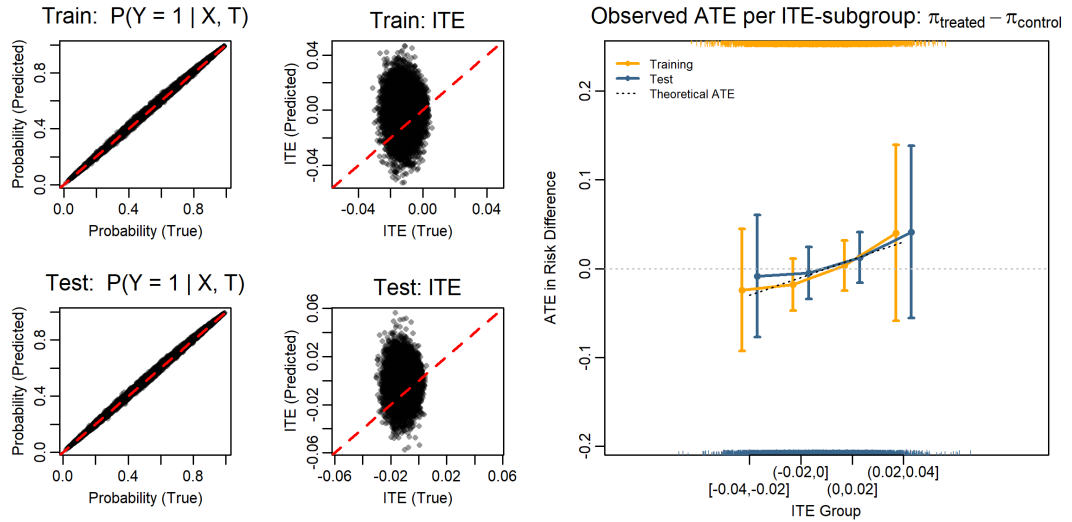 Train: P(Y = 1 | X, T)
Probability (Predicted)
0.0 0.4 0.8
0.0 0.4 0.8
Probability (True)
Train: ITE
ITE (Predicted)
-0.04 0.00 0.04
-0.04 0.00 0.04
ITE (True)
Test: P(Y = 1 | X, T)
Probability (Predicted)
0.0 0.4 0.8
0.0 0.4 0.8
Probability (True)
Test: ITE
ITE (Predicted)
-0.06 -0.02 0.02 0.06
-0.06 -0.02 0.02 0.06
ITE (True)
Observed ATE per ITE-subgroup: πtreated − πcontrol
Training
Test
Theoretical ATE
ATE in Risk Difference
-0.2 -0.1 0.0 0.1 0.2
(-0.02,0] (0.02,0.04]
[-0.04,-0.02] (0,0.02]
ITE Group